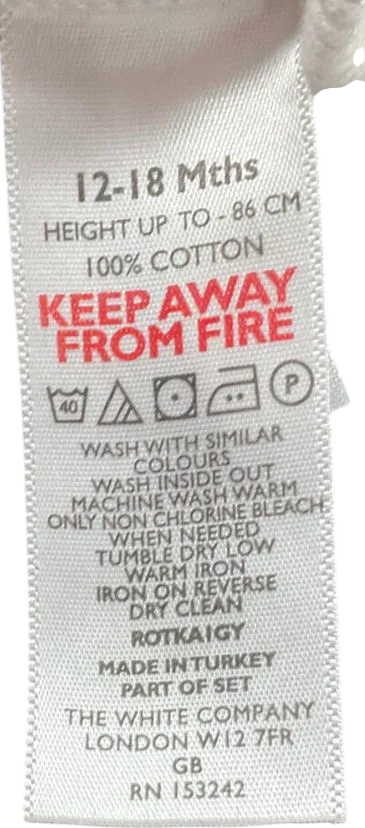 12-18 Mths
HEIGHT UP TO - 86 CM
100% COTTON
KEEP AWAY
FROM FIRE
40 P
WASH WITH SIMILAR
COLOURS
WASH INSIDE OUT
MACHINE WASH WARM
ONLY NON CHLORINE BLEACH
WHEN NEEDED
TUMBLE DRY LOW
WARM IRON
IRON ON REVERSE
DRY CLEAN
ROTKAIGY
MADE IN TURKEY
PART OF SET
THE WHITE COMPANY
LONDON W12 7FR
GB
RN 153242